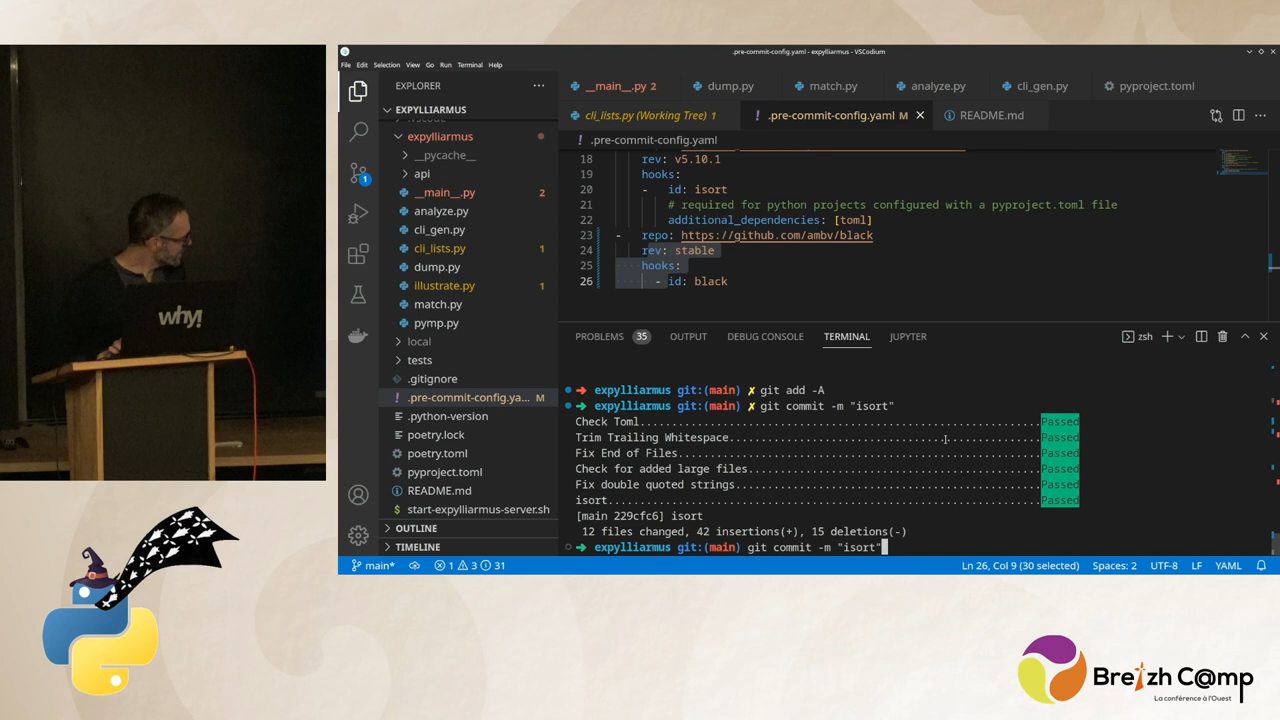 .pre-commit-config.yaml - expylliarmus - VSCodium
File Edit Selection View Go Run Terminal Help
EXPLORER
EXPYLLIARMUS
expylliarmus
__pycache__
api
__main__.py 2
analyze.py
cli_gen.py
cli_lists.py 1
dump.py
illustrate.py 1
match.py
pymp.py
local
tests
.gitignore
.pre-commit-config.ya... M
.python-version
poetry.lock
poetry.toml
pyproject.toml
README.md
start-expylliarmus-server.sh
OUTLINE
TIMELINE
1
__main__.py 2 dump.py match.py analyze.py cli_gen.py pyproject.toml
cli_lists.py (Working Tree) 1 .pre-commit-config.yaml M README.md
.pre-commit-config.yaml
18 rev: v5.10.1
19 hooks:
20 - id: isort
21 # required for python projects configured with a pyproject.toml file
22 additional_dependencies: [toml]
23 - repo: https://github.com/ambv/black
24 rev: stable
25 hooks:
26 - id: black
PROBLEMS 35 OUTPUT DEBUG CONSOLE TERMINAL JUPYTER
zsh
➜ expylliarmus git:(main) ✗ git add -A
➜ expylliarmus git:(main) ✗ git commit -m "isort"
Check Toml...............................................................Passed
Trim Trailing Whitespace.................................................Passed
Fix End of Files.........................................................Passed
Check for added large files..............................................Passed
Fix double quoted strings................................................Passed
isort....................................................................Passed
[main 229cfc6] isort
12 files changed, 42 insertions(+), 15 deletions(-)
➜ expylliarmus git:(main) git commit -m "isort"
main* 1 3 31 Ln 26, Col 9 (30 selected) Spaces: 2 UTF-8 LF YAML
why!
Breizh C@mp
La conférence à l'Ouest